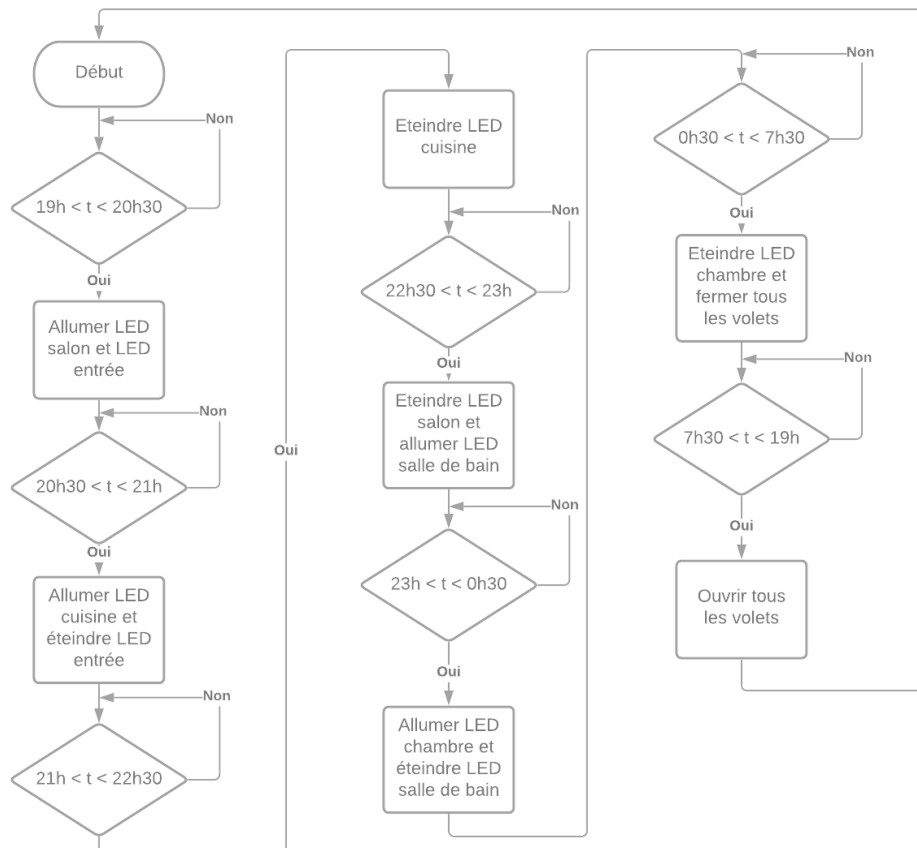 Début
Non
19h < t < 20h30
Oui
Allumer LED
salon et LED
entrée
Non
20h30 < t < 21h
Oui
Allumer LED
cuisine et
éteindre LED
entrée
Non
21h < t < 22h30
Oui
Eteindre LED
cuisine
Non
22h30 < t < 23h
Oui
Eteindre LED
salon et
allumer LED
salle de bain
Non
23h < t < 0h30
Oui
Allumer LED
chambre et
éteindre LED
salle de bain
Non
0h30 < t < 7h30
Oui
Eteindre LED
chambre et
fermer tous
les volets
Non
7h30 < t < 19h
Oui
Ouvrir tous
les volets